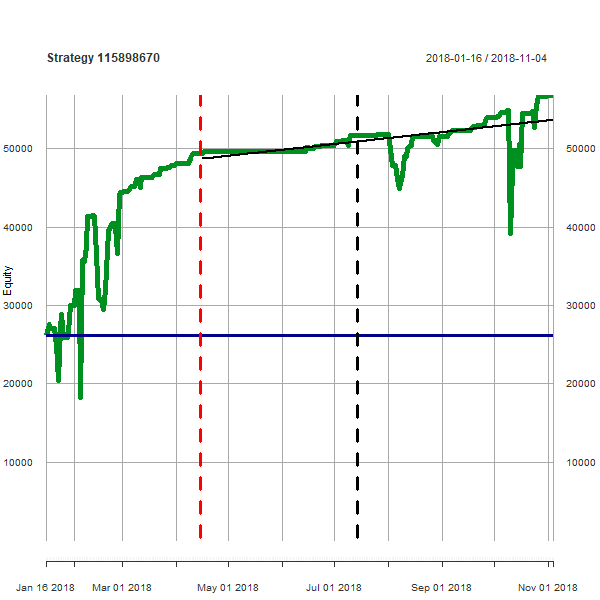 Strategy 115898670
2018-01-16 / 2018-11-04
50000
50000
40000
40000
Equity
30000
30000
20000
20000
10000
10000
Jan 16 2018
Mar 01 2018
May 01 2018
Jul 01 2018
Sep 01 2018
Nov 01 2018